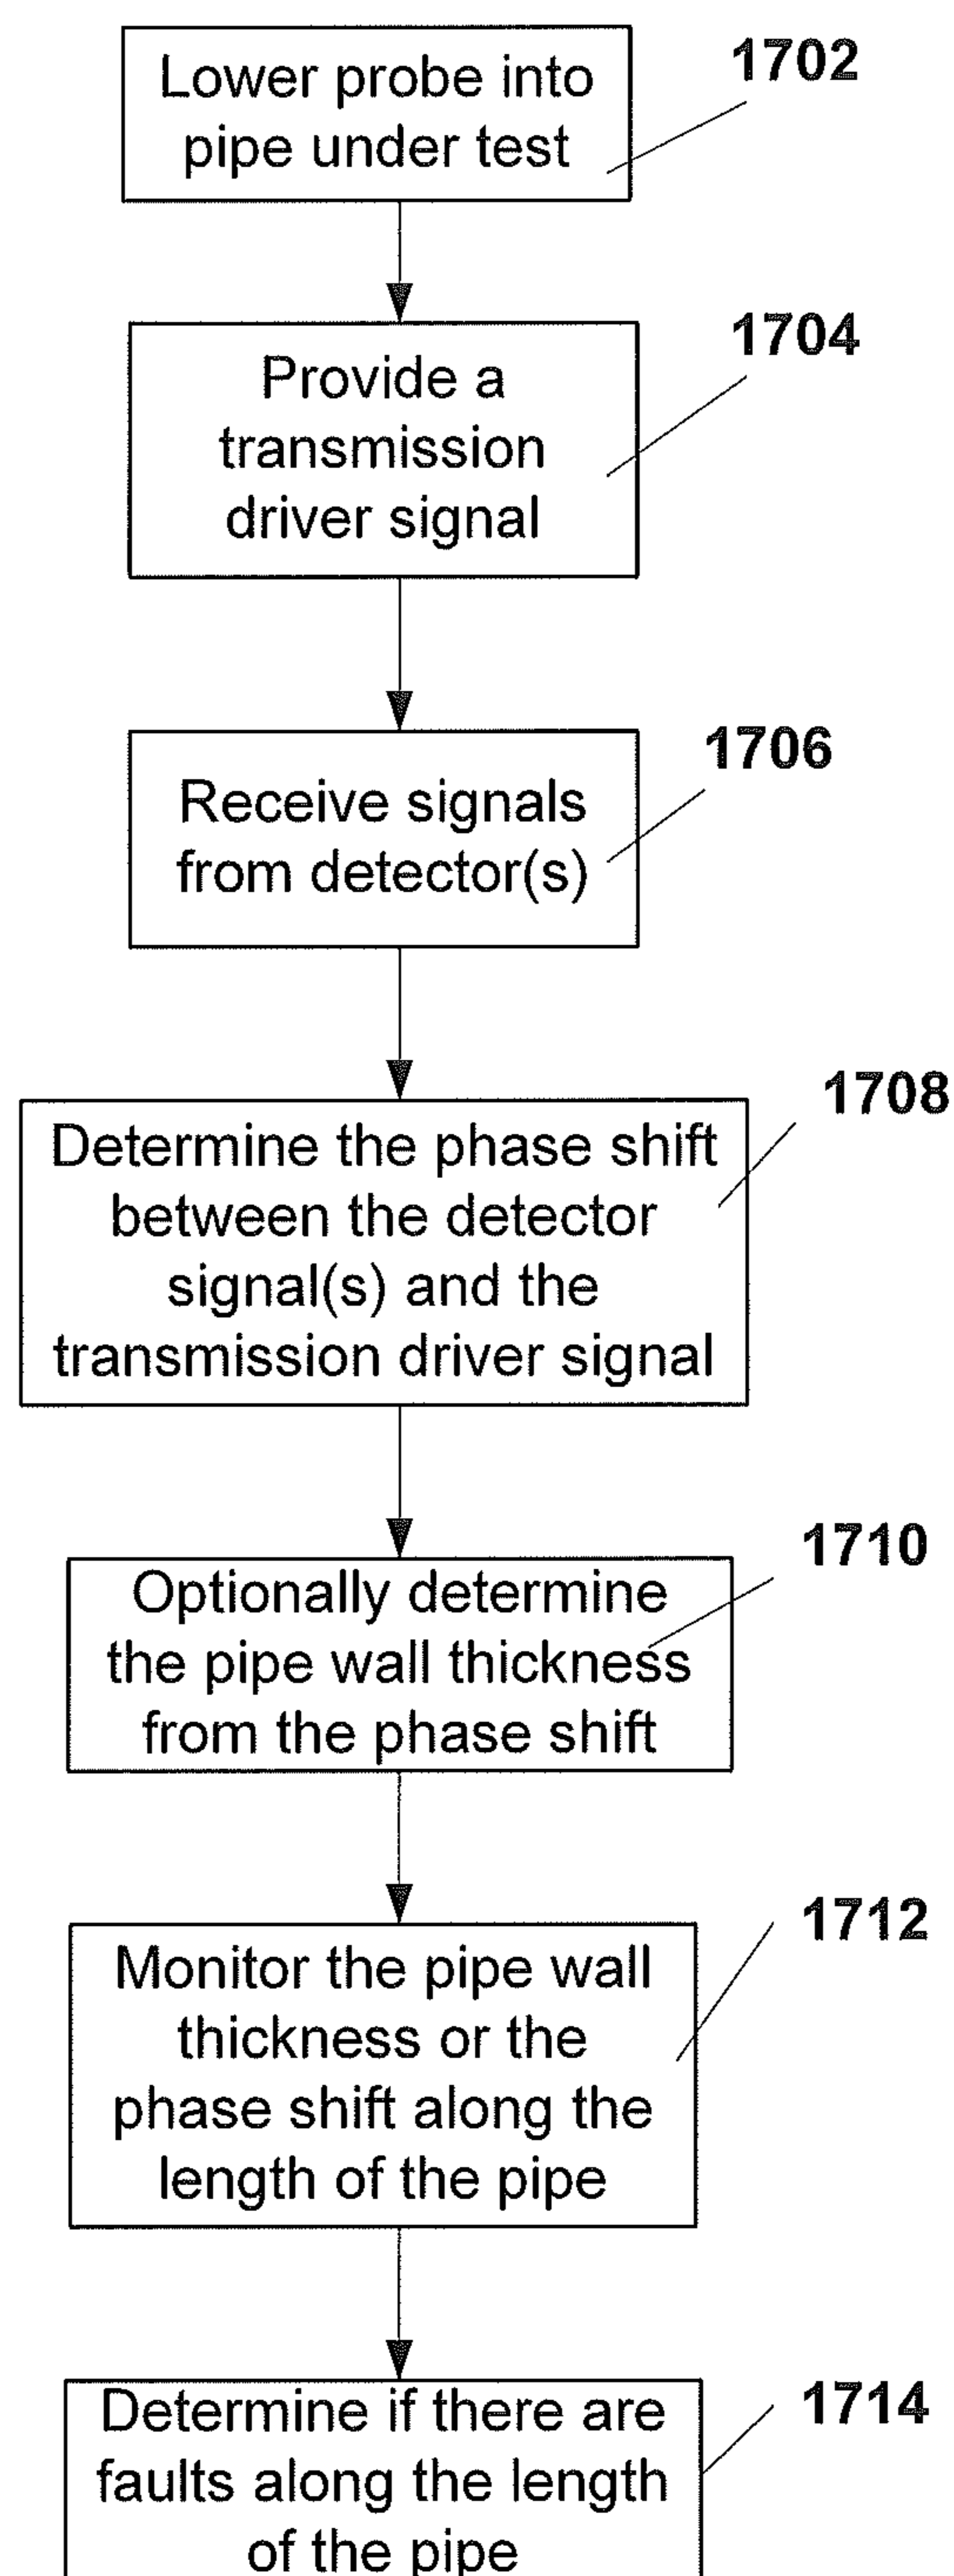 Lower probe into
pipe under test
1702
Provide a
transmission
driver signal
1704
Receive signals
from detector(s)
1706
Determine the phase shift
between the detector
signal(s) and the
transmission driver signal
1708
Optionally determine
the pipe wall thickness
from the phase shift
1710
Monitor the pipe wall
thickness or the
phase shift along the
length of the pipe
1712
Determine if there are
faults along the length
of the pipe
1714